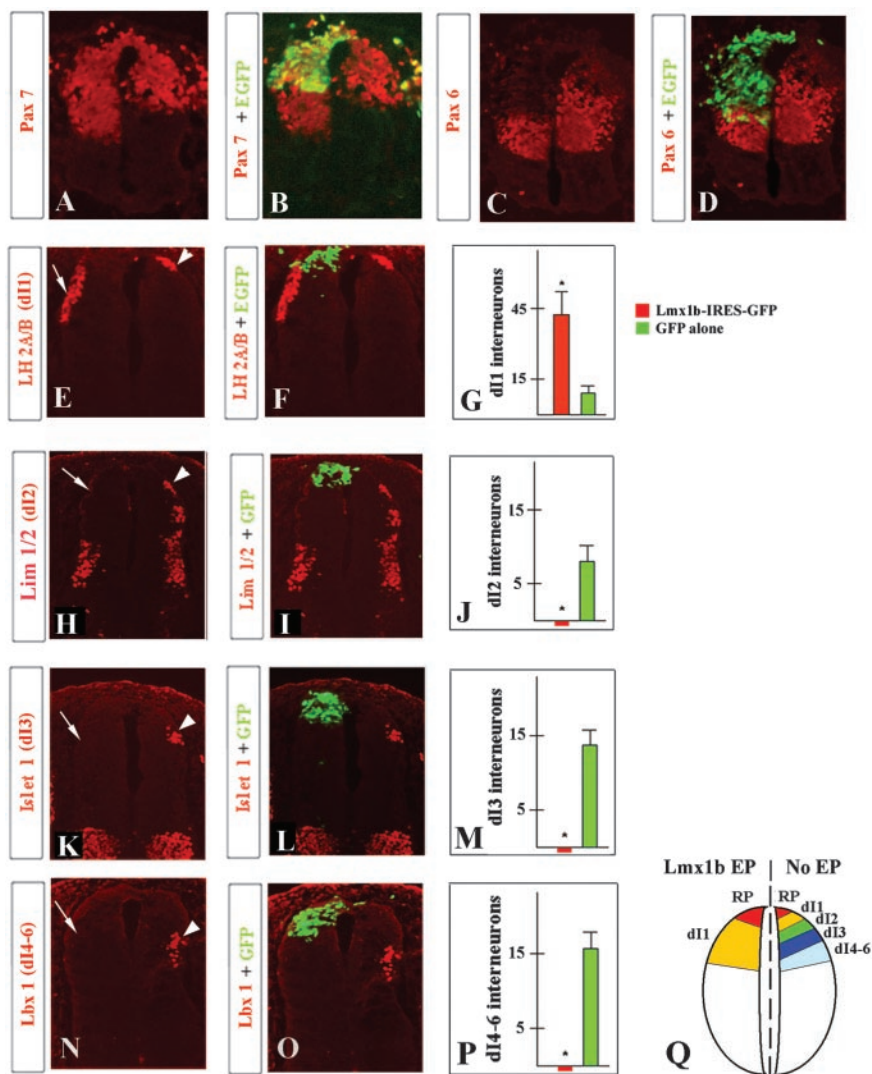 Pax 7
A
Pax 7 + EGFP
B
Pax 6
C
Pax 6 + EGFP
D
LH 2A/B (dI1)
E
LH 2A/B + EGFP
F
dI1 interneurons
45
15
*
G
Lmx1b-IRES-GFP
GFP alone
Lim 1/2 (dI2)
H
Lim 1/2 + GFP
I
dI2 interneurons
15
5
*
J
Islet 1 (dI3)
K
Islet 1 + GFP
L
dI3 interneurons
15
5
*
M
Lbx 1 (dI4-6)
N
Lbx 1 + GFP
O
dI4-6 interneurons
15
5
*
P
Lmx1b EP
No EP
RP
RP
dI1
dI1
dI2
dI3
dI4-6
Q